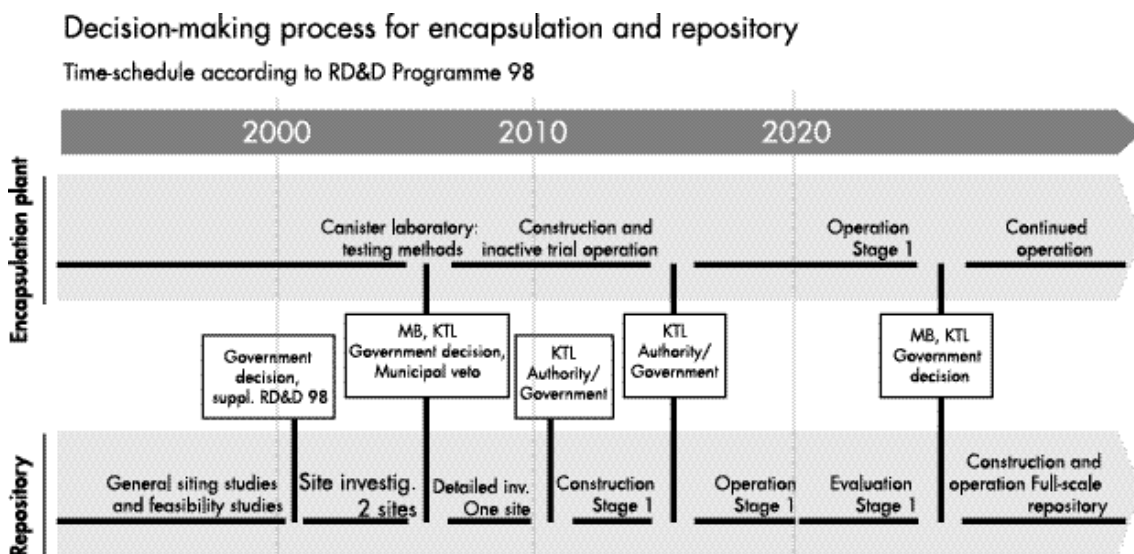 Decision-making process for encapsulation and repository
Time-schedule according to RD&D Programme 98
2000
2010
2020
Encapsulation plant
Canister laboratory:
testing methods
Construction and
inactive trial operation
Operation
Stage 1
Continued
operation
Government
decision,
suppl. RD&D 98
MB, KTL
Government decision,
Municipal veto
KTL
Authority/
Government
KTL
Authority/
Government
MB, KTL
Government
decision
Repository
General siting studies
and feasibility studies
Site investig.
2 sites
Detailed inv.
One site
Construction
Stage 1
Operation
Stage 1
Evaluation
Stage 1
Construction and
operation Full-scale
repository